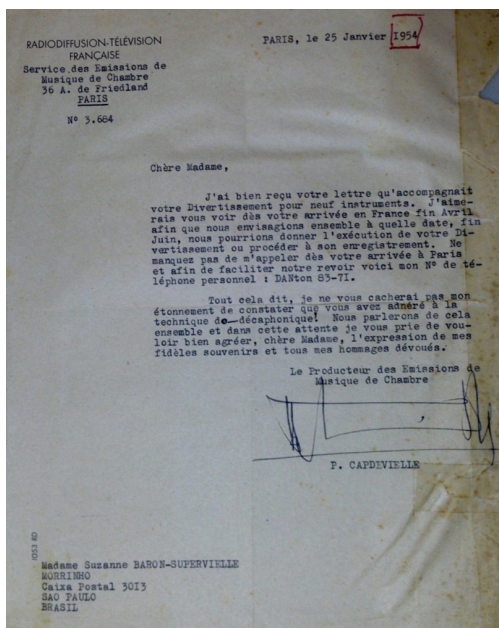 RADIODIFFUSION-TÉLÉVISION
FRANÇAISE
Service des Emissions de
Musique de Chambre
36 A. de Friedland
PARIS
N° 3.684
PARIS, le 25 Janvier 1954
Chère Madame,
J'ai bien reçu votre lettre qu'accompagnait
votre Divertissement pour neuf instruments. J'aime-
rais vous voir dès votre arrivée en France fin Avril
afin que nous envisagions ensemble à quelle date, fin
Juin, nous pourrions donner l'exécution de votre Di-
vertissement ou procéder à son enregistrement. Ne
manquez pas de m'appeler dès votre arrivée à Paris
et afin de faciliter notre revoir voici mon N° de té-
léphone personnel : DANton 83-7I.
Tout cela dit, je ne vous cacherai pas mon
étonnement de constater que vous avez adhéré à la
technique do-décaphonique! Nous parlerons de cela
ensemble et dans cette attente je vous prie de vou-
loir bien agréer, chère Madame, l'expression de mes
fidèles souvenirs et tous mes hommages dévoués.
Le Producteur des Emissions de
Musique de Chambre
P. CAPDEVIELLE
Madame Suzanne BARON-SUPERVIELLE
MORRINHO
Caixa Postal 30I3
SAO PAULO
BRASIL